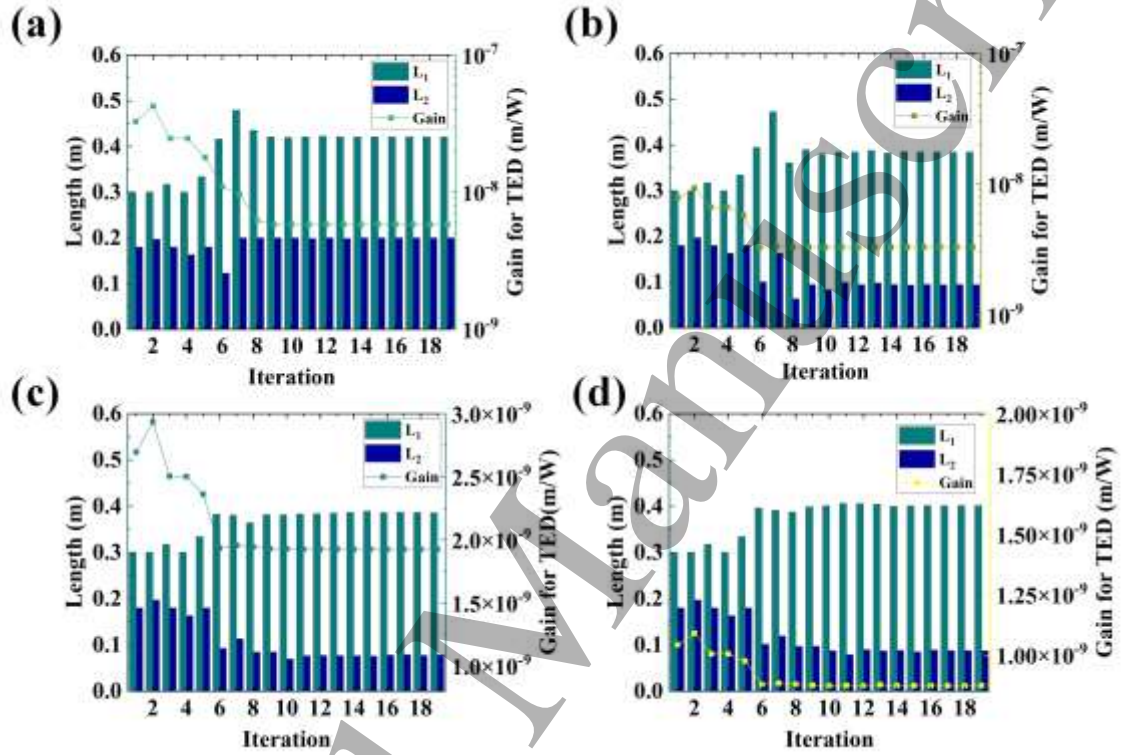 (a)
0.6
0.5
0.4
0.3
0.2
0.1
0.0
Length (m)
2 4 6 8 10 12 14 16 18
Iteration
10⁻⁷
10⁻⁸
10⁻⁹
Gain for TED (m/W)
L₁
L₂
Gain
(b)
0.6
0.5
0.4
0.3
0.2
0.1
0.0
Length (m)
2 4 6 8 10 12 14 16 18
Iteration
10⁻⁷
10⁻⁸
10⁻⁹
Gain for TED (m/W)
L₁
L₂
Gain
(c)
0.6
0.5
0.4
0.3
0.2
0.1
0.0
Length (m)
2 4 6 8 10 12 14 16 18
Iteration
3.0×10⁻⁹
2.5×10⁻⁹
2.0×10⁻⁹
1.5×10⁻⁹
1.0×10⁻⁹
Gain for TED(m/W)
L₁
L₂
Gain
(d)
0.6
0.5
0.4
0.3
0.2
0.1
0.0
Length (m)
2 4 6 8 10 12 14 16 18
Iteration
2.00×10⁻⁹
1.75×10⁻⁹
1.50×10⁻⁹
1.25×10⁻⁹
1.00×10⁻⁹
Gain for TED (m/W)
L₁
L₂
Gain